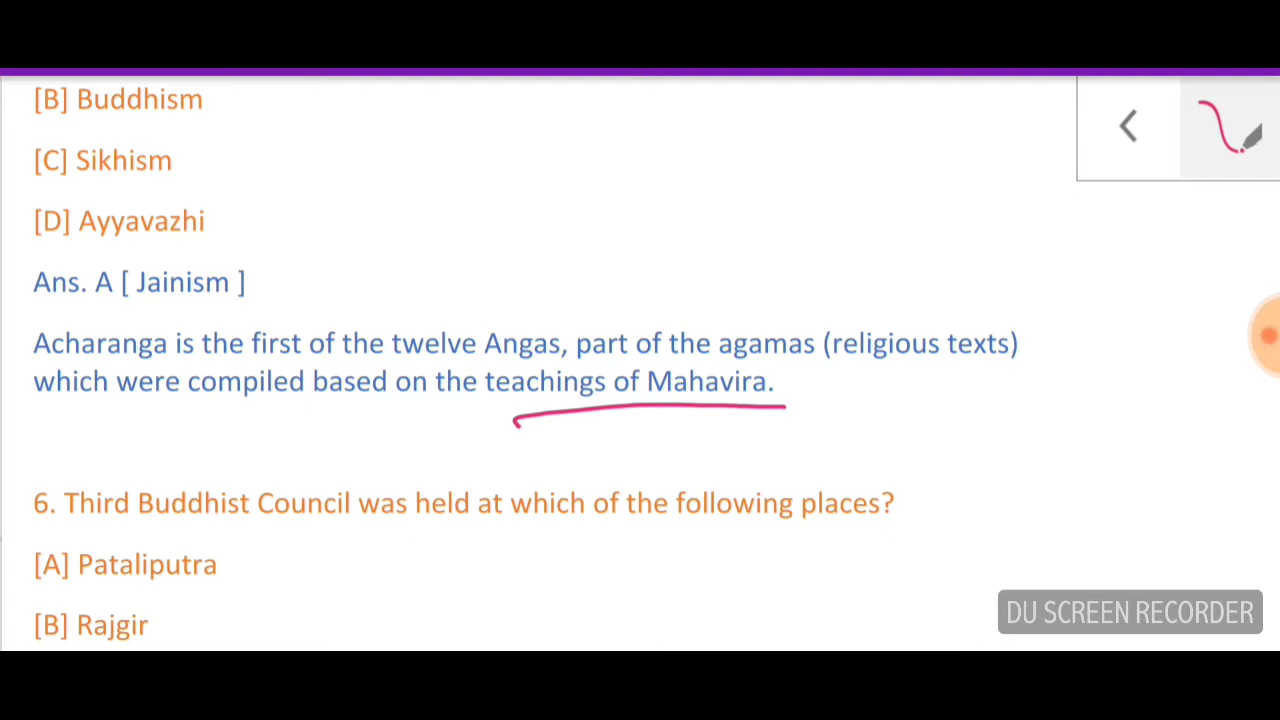 [B] Buddhism
[C] Sikhism
[D] Ayyavazhi
Ans. A [ Jainism ]
Acharanga is the first of the twelve Angas, part of the agamas (religious texts)
which were compiled based on the teachings of Mahavira.
6. Third Buddhist Council was held at which of the following places?
[A] Pataliputra
[B] Rajgir
DU SCREEN RECORDER